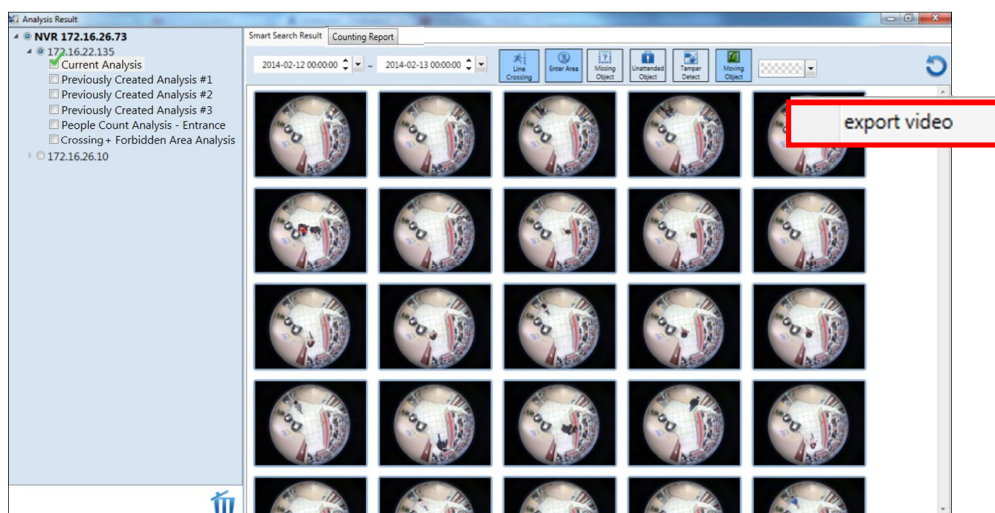 Analysis Result
NVR 172.16.26.73
172.16.22.135
Current Analysis
Previously Created Analysis #1
Previously Created Analysis #2
Previously Created Analysis #3
People Count Analysis - Entrance
Crossing + Forbidden Area Analysis
172.16.26.10
Smart Search Result
Counting Report
2014-02-12 00:00:00 – 2014-02-13 00:00:00
Line Crossing
Enter Area
Missing Object
Unattended Object
Tamper Detect
Moving Object
export video